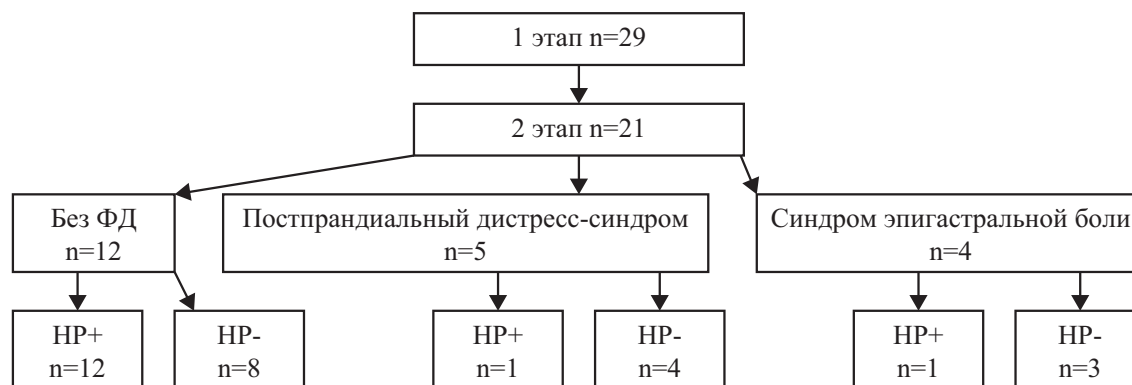 1 этап n=29
2 этап n=21
Без ФД
n=12
Постпрандиальный дистресс-синдром
n=5
Синдром эпигастральной боли
n=4
HP+
n=12
HP-
n=8
HP+
n=1
HP-
n=4
HP+
n=1
HP-
n=3